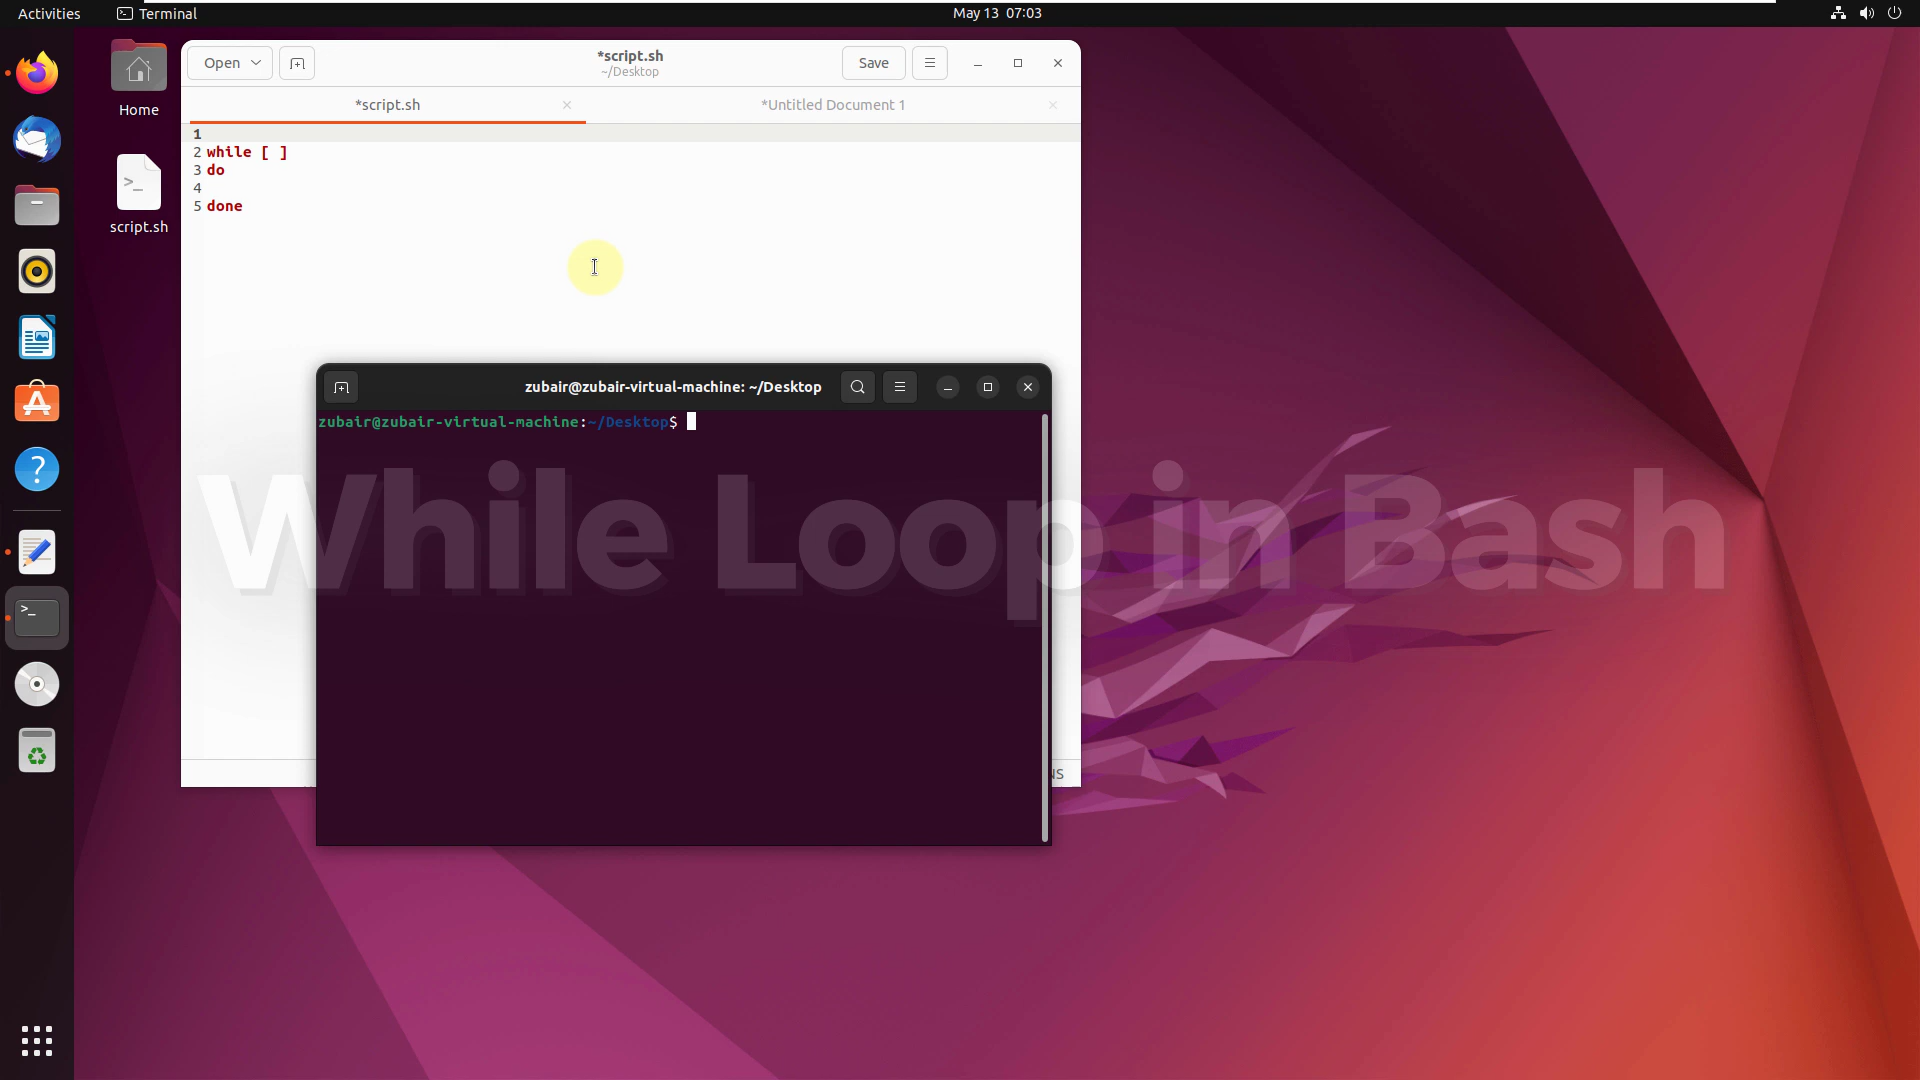 Activities
Terminal
May 13 07:03
Home
script.sh
Open
*script.sh
~/Desktop
Save
*script.sh
*Untitled Document 1
1
2 while [ ]
3 do
4
5 done
zubair@zubair-virtual-machine: ~/Desktop
zubair@zubair-virtual-machine:~/Desktop$
While Loop in Bash
NS